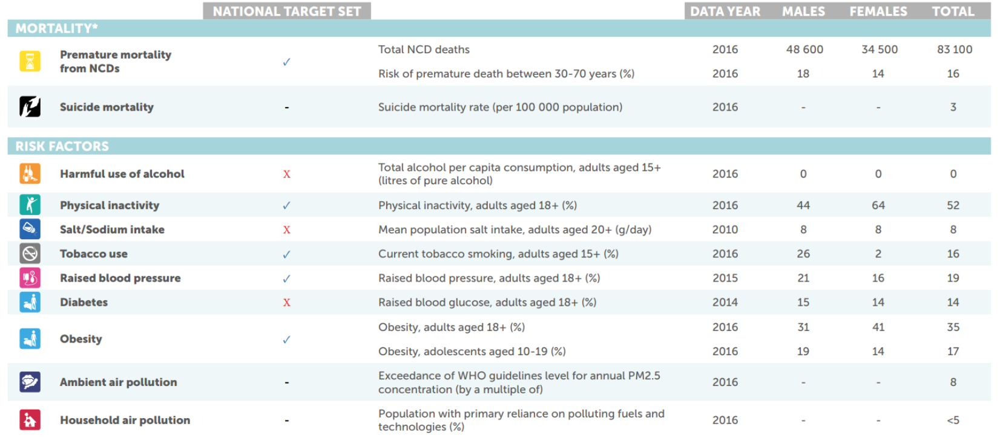 NATIONAL TARGET SET DATA YEAR MALES FEMALES TOTAL
MORTALITY*
Premature mortality
from NCDs
✓
Total NCD deaths 2016 48 600 34 500 83 100
Risk of premature death between 30-70 years (%) 2016 18 14 16
Suicide mortality - Suicide mortality rate (per 100 000 population) 2016 - - 3
RISK FACTORS
Harmful use of alcohol X Total alcohol per capita consumption, adults aged 15+
(litres of pure alcohol) 2016 0 0 0
Physical inactivity ✓ Physical inactivity, adults aged 18+ (%) 2016 44 64 52
Salt/Sodium intake X Mean population salt intake, adults aged 20+ (g/day) 2010 8 8 8
Tobacco use ✓ Current tobacco smoking, adults aged 15+ (%) 2016 26 2 16
Raised blood pressure ✓ Raised blood pressure, adults aged 18+ (%) 2015 21 16 19
Diabetes X Raised blood glucose, adults aged 18+ (%) 2014 15 14 14
Obesity ✓ Obesity, adults aged 18+ (%) 2016 31 41 35
Obesity, adolescents aged 10-19 (%) 2016 19 14 17
Ambient air pollution - Exceedance of WHO guidelines level for annual PM2.5
concentration (by a multiple of) 2016 - - 8
Household air pollution - Population with primary reliance on polluting fuels and
technologies (%) 2016 - - <5